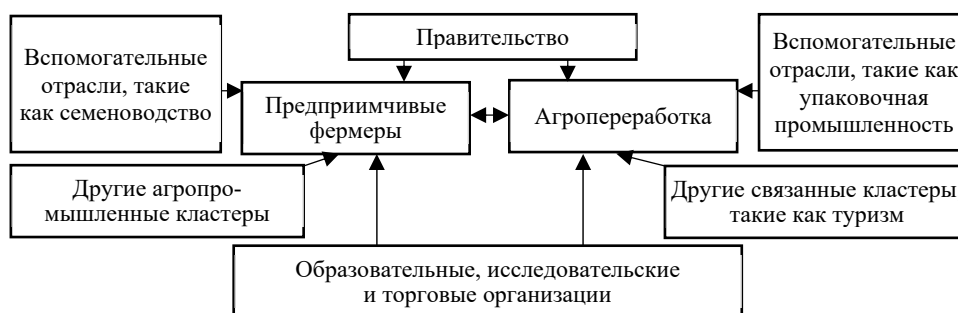 Правительство
Вспомогательные
отрасли, такие
как семеноводство
Вспомогательные
отрасли, такие как
упаковочная
промышленность
Предприимчивые
фермеры
Агропереработка
Другие агропро-
мышленные кластеры
Другие связанные кластеры
такие как туризм
Образовательные, исследовательские
и торговые организации